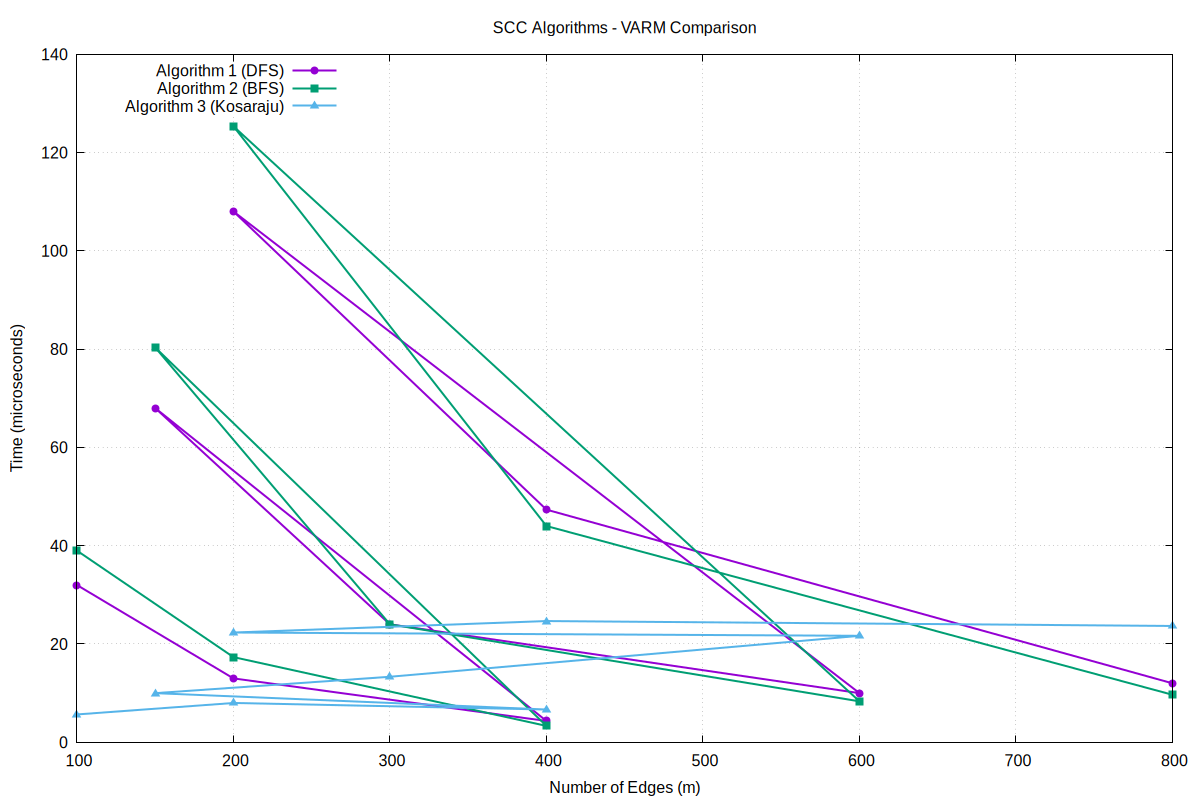 SCC Algorithms - VARM Comparison
140
120
100
80
60
40
20
0
Algorithm 1 (DFS)
Algorithm 2 (BFS)
Algorithm 3 (Kosaraju)
Time (microseconds)
100 200 300 400 500 600 700 800
Number of Edges (m)